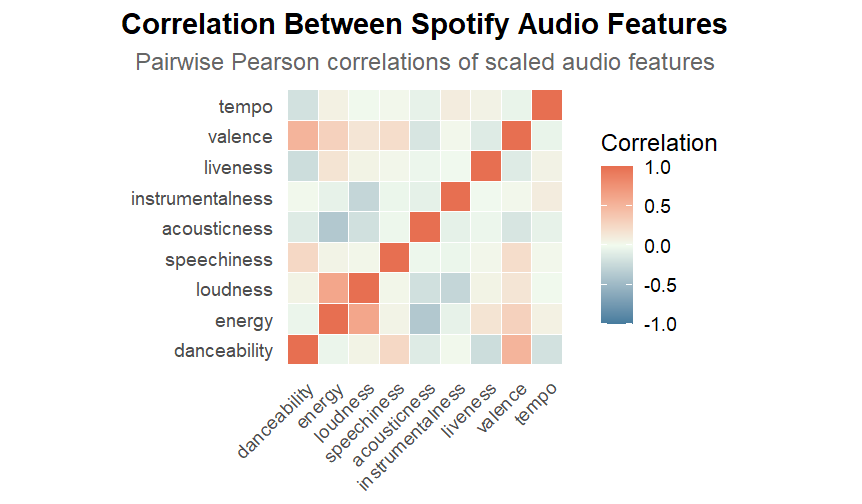 Correlation Between Spotify Audio Features
Pairwise Pearson correlations of scaled audio features
tempo
valence
liveness
instrumentalness
acousticness
speechiness
loudness
energy
danceability
danceability
energy
loudness
speechiness
acousticness
instrumentalness
liveness
valence
tempo
Correlation
1.0
0.5
0.0
-0.5
-1.0